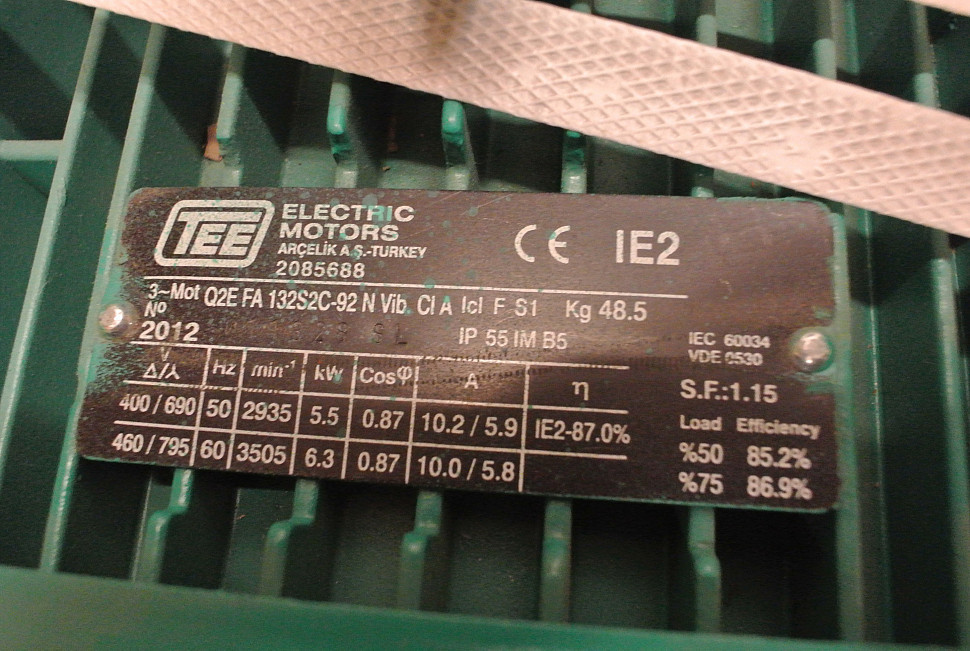 TEE
ELECTRIC
MOTORS
ARÇELİK A.Ş.-TURKEY
2085688
CE IE2
3~Mot Q2E FA 132S2C-92 N Vib. Cl A Icl F S1 Kg 48.5
Nº
2012 IP 55 IM B5
IEC 60034
VDE 0530
V Δ/⅄ Hz min⁻¹ kW CosΦ A η
400/690 50 2935 5.5 0.87 10.2/5.9 IE2-87.0%
460/795 60 3505 6.3 0.87 10.0/5.8
S.F.:1.15
Load Efficiency
%50 85.2%
%75 86.9%